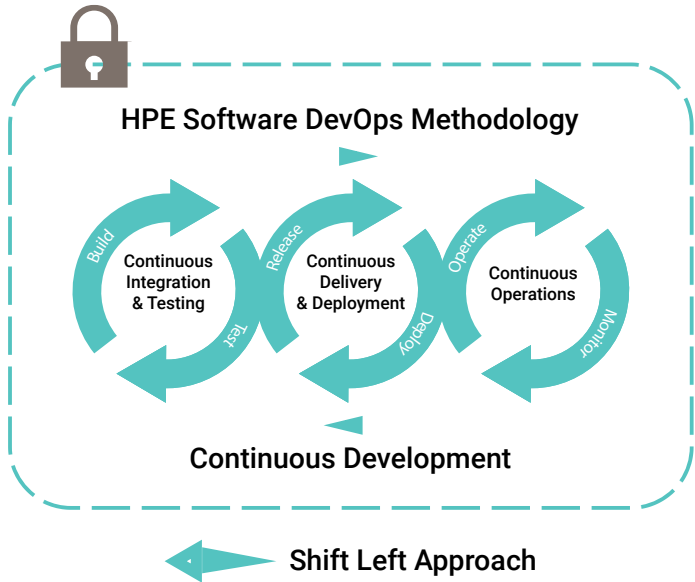 HPE Software DevOps Methodology
Build
Continuous
Integration
& Testing
Test
Release
Continuous
Delivery
& Deployment
Deploy
Operate
Continuous
Operations
Monitor
Continuous Development
Shift Left Approach